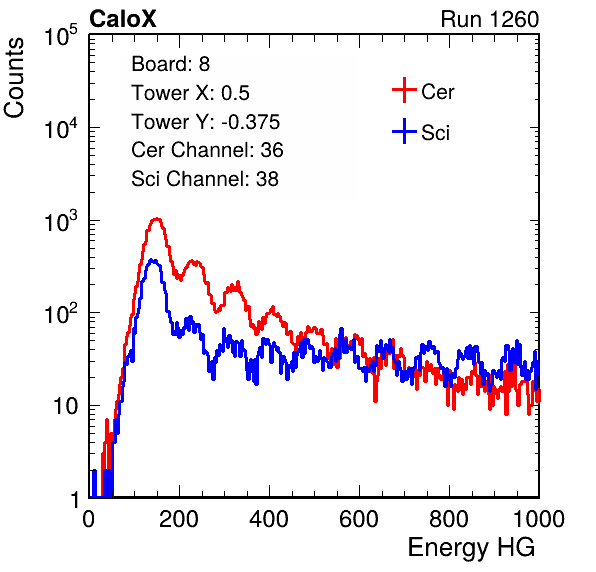 CaloX Run 1260
Counts
10^5
10^4
10^3
10^2
10
1
Board: 8
Tower X: 0.5
Tower Y: -0.375
Cer Channel: 36
Sci Channel: 38
Cer
Sci
0 200 400 600 800 1000
Energy HG